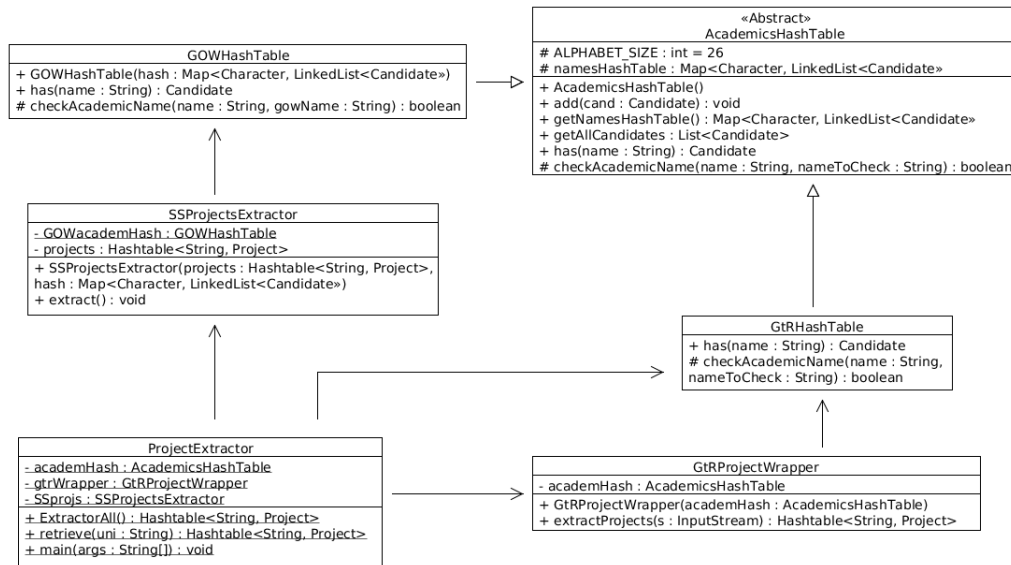 GOWHashTable
+ GOWHashTable(hash : Map<Character, LinkedList<Candidate»)
+ has(name : String) : Candidate
# checkAcademicName(name : String, gowName : String) : boolean
«Abstract»
AcademicsHashTable
# ALPHABET_SIZE : int = 26
# namesHashTable : Map<Character, LinkedList<Candidate»
+ AcademicsHashTable()
+ add(cand : Candidate) : void
+ getNamesHashTable() : Map<Character, LinkedList<Candidate»
+ getAllCandidates : List<Candidate>
+ has(name : String) : Candidate
# checkAcademicName(name : String, nameToCheck : String) : boolean
SSProjectsExtractor
- GOWacademHash : GOWHashTable
- projects : Hashtable<String, Project>
+ SSProjectsExtractor(projects : Hashtable<String, Project>,
hash : Map<Character, LinkedList<Candidate»)
+ extract() : void
GtRHashTable
+ has(name : String) : Candidate
# checkAcademicName(name : String,
nameToCheck : String) : boolean
ProjectExtractor
- academHash : AcademicsHashTable
- gtrWrapper : GtRProjectWrapper
- SSprojs : SSProjectsExtractor
+ ExtractorAll() : Hashtable<String, Project>
+ retrieve(uni : String) : Hashtable<String, Project>
+ main(args : String[]) : void
GtRProjectWrapper
- academHash : AcademicsHashTable
+ GtRProjectWrapper(academHash : AcademicsHashTable)
+ extractProjects(s : InputStream) : Hashtable<String, Project>